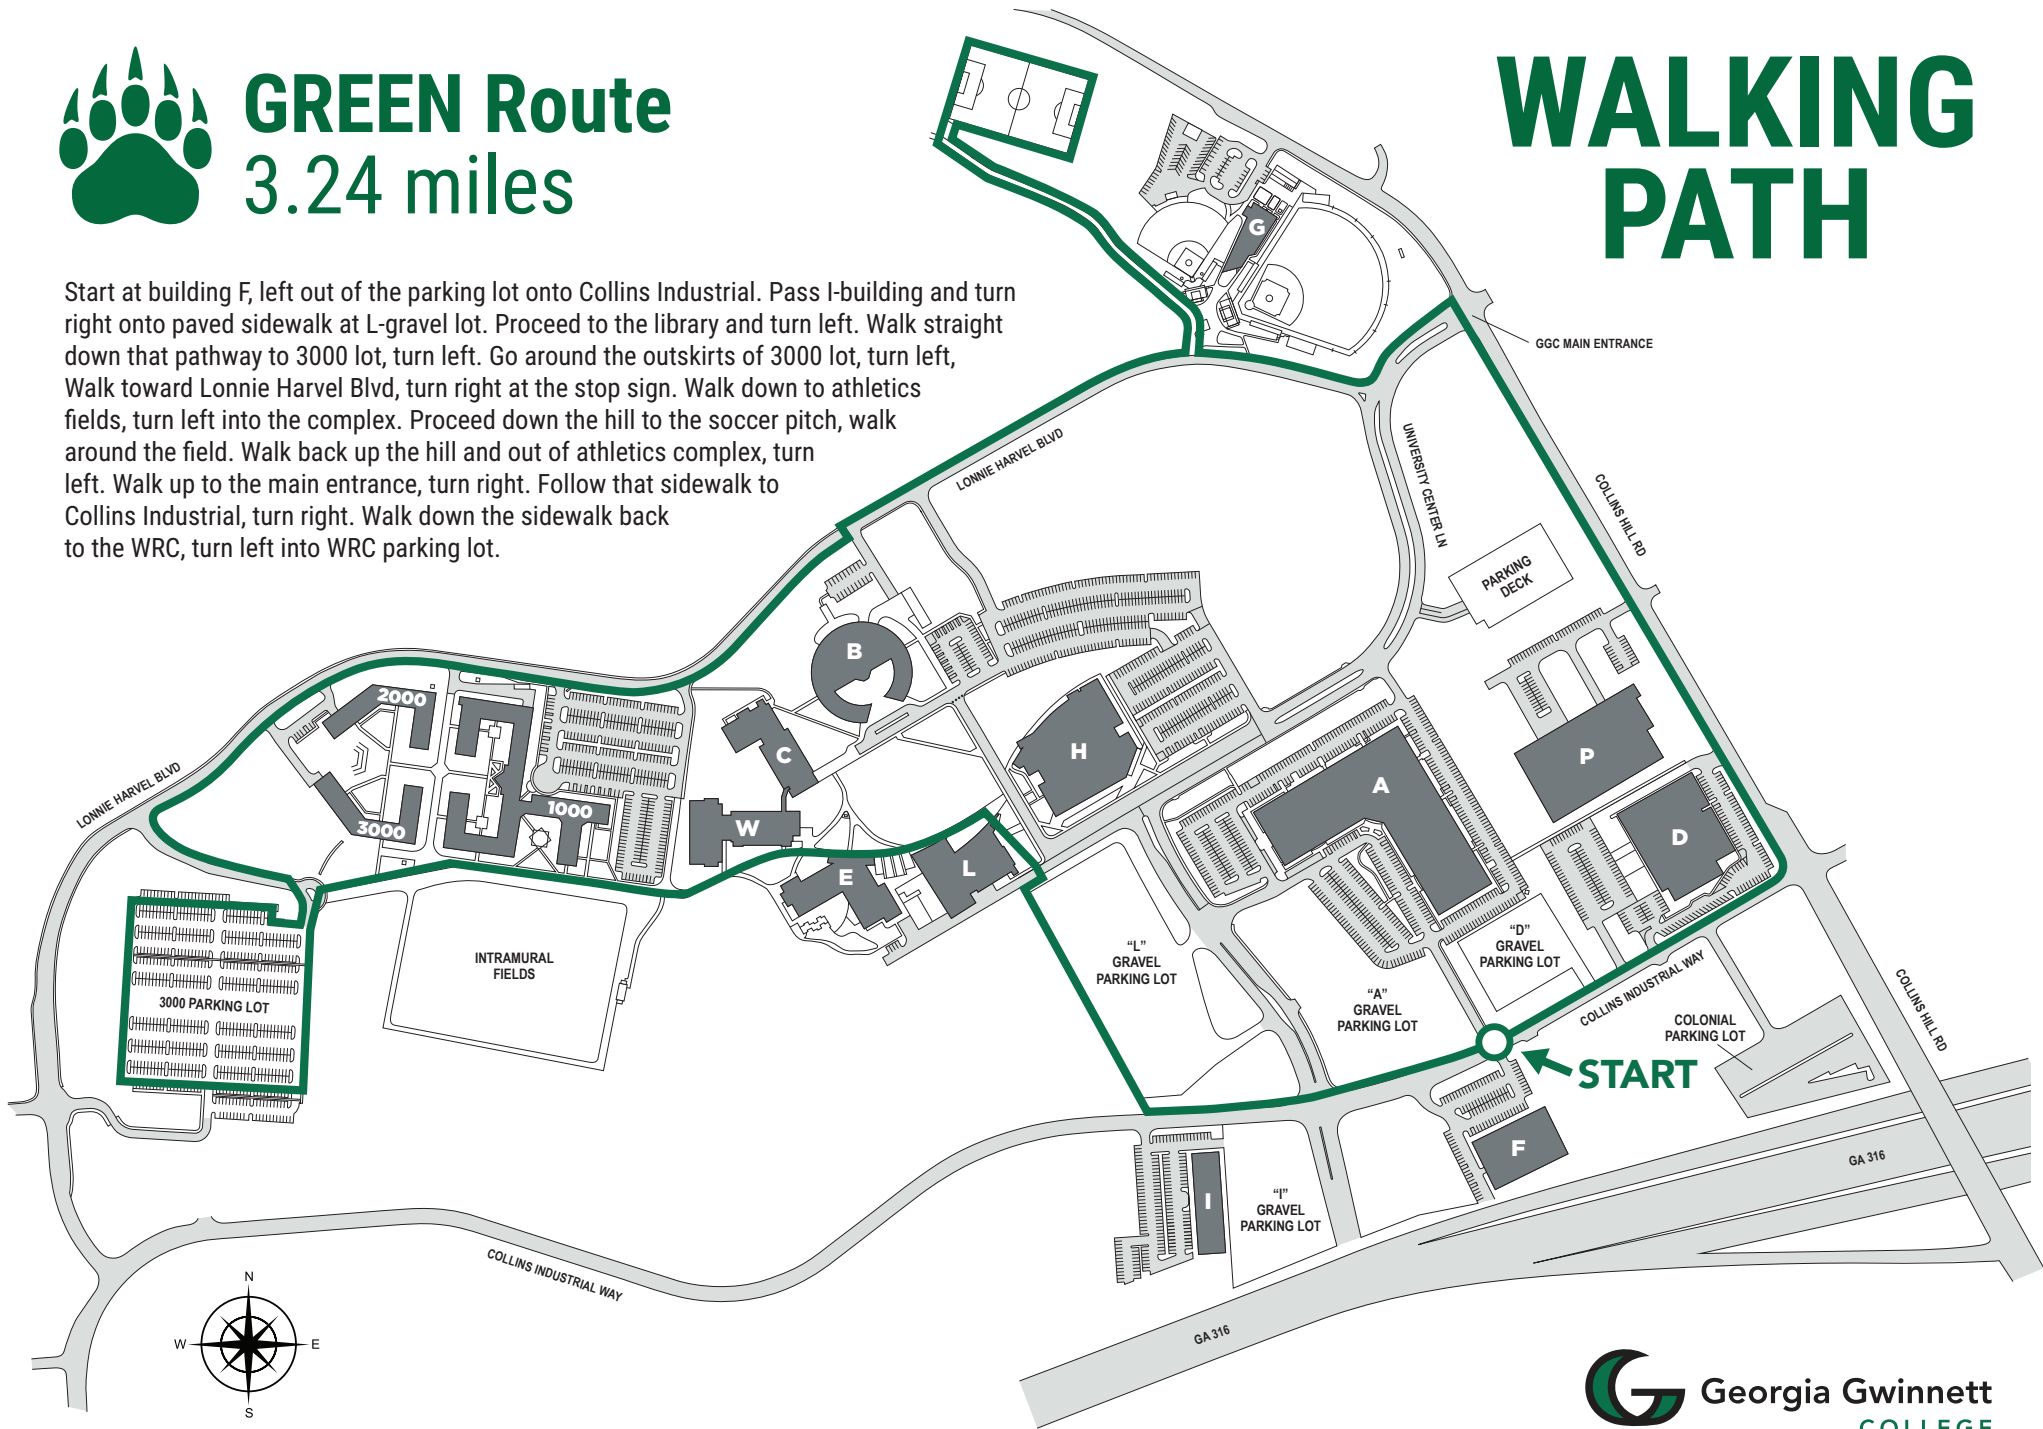 GREEN Route
3.24 miles
WALKING
PATH
Start at building F, left out of the parking lot onto Collins Industrial. Pass I-building and turn
right onto paved sidewalk at L-gravel lot. Proceed to the library and turn left. Walk straight
down that pathway to 3000 lot, turn left. Go around the outskirts of 3000 lot, turn left,
Walk toward Lonnie Harvel Blvd, turn right at the stop sign. Walk down to athletics
fields, turn left into the complex. Proceed down the hill to the soccer pitch, walk
around the field. Walk back up the hill and out of athletics complex, turn
left. Walk up to the main entrance, turn right. Follow that sidewalk to
Collins Industrial, turn right. Walk down the sidewalk back
to the WRC, turn left into WRC parking lot.
G
GGC MAIN ENTRANCE
LONNIE HARVEL BLVD
UNIVERSITY CENTER LN
COLLINS HILL RD
PARKING
DECK
B
2000
C
H
P
A
LONNIE HARVEL BLVD
1000
3000
W
D
E
L
INTRAMURAL
FIELDS
"L"
GRAVEL
PARKING LOT
"D"
GRAVEL
PARKING LOT
3000 PARKING LOT
"A"
GRAVEL
PARKING LOT
COLLINS INDUSTRIAL WAY
COLONIAL
PARKING LOT
COLLINS HILL RD
START
F
GA 316
I
"I"
GRAVEL
PARKING LOT
COLLINS INDUSTRIAL WAY
GA 316
N
W
E
S
Georgia Gwinnett
COLLEGE